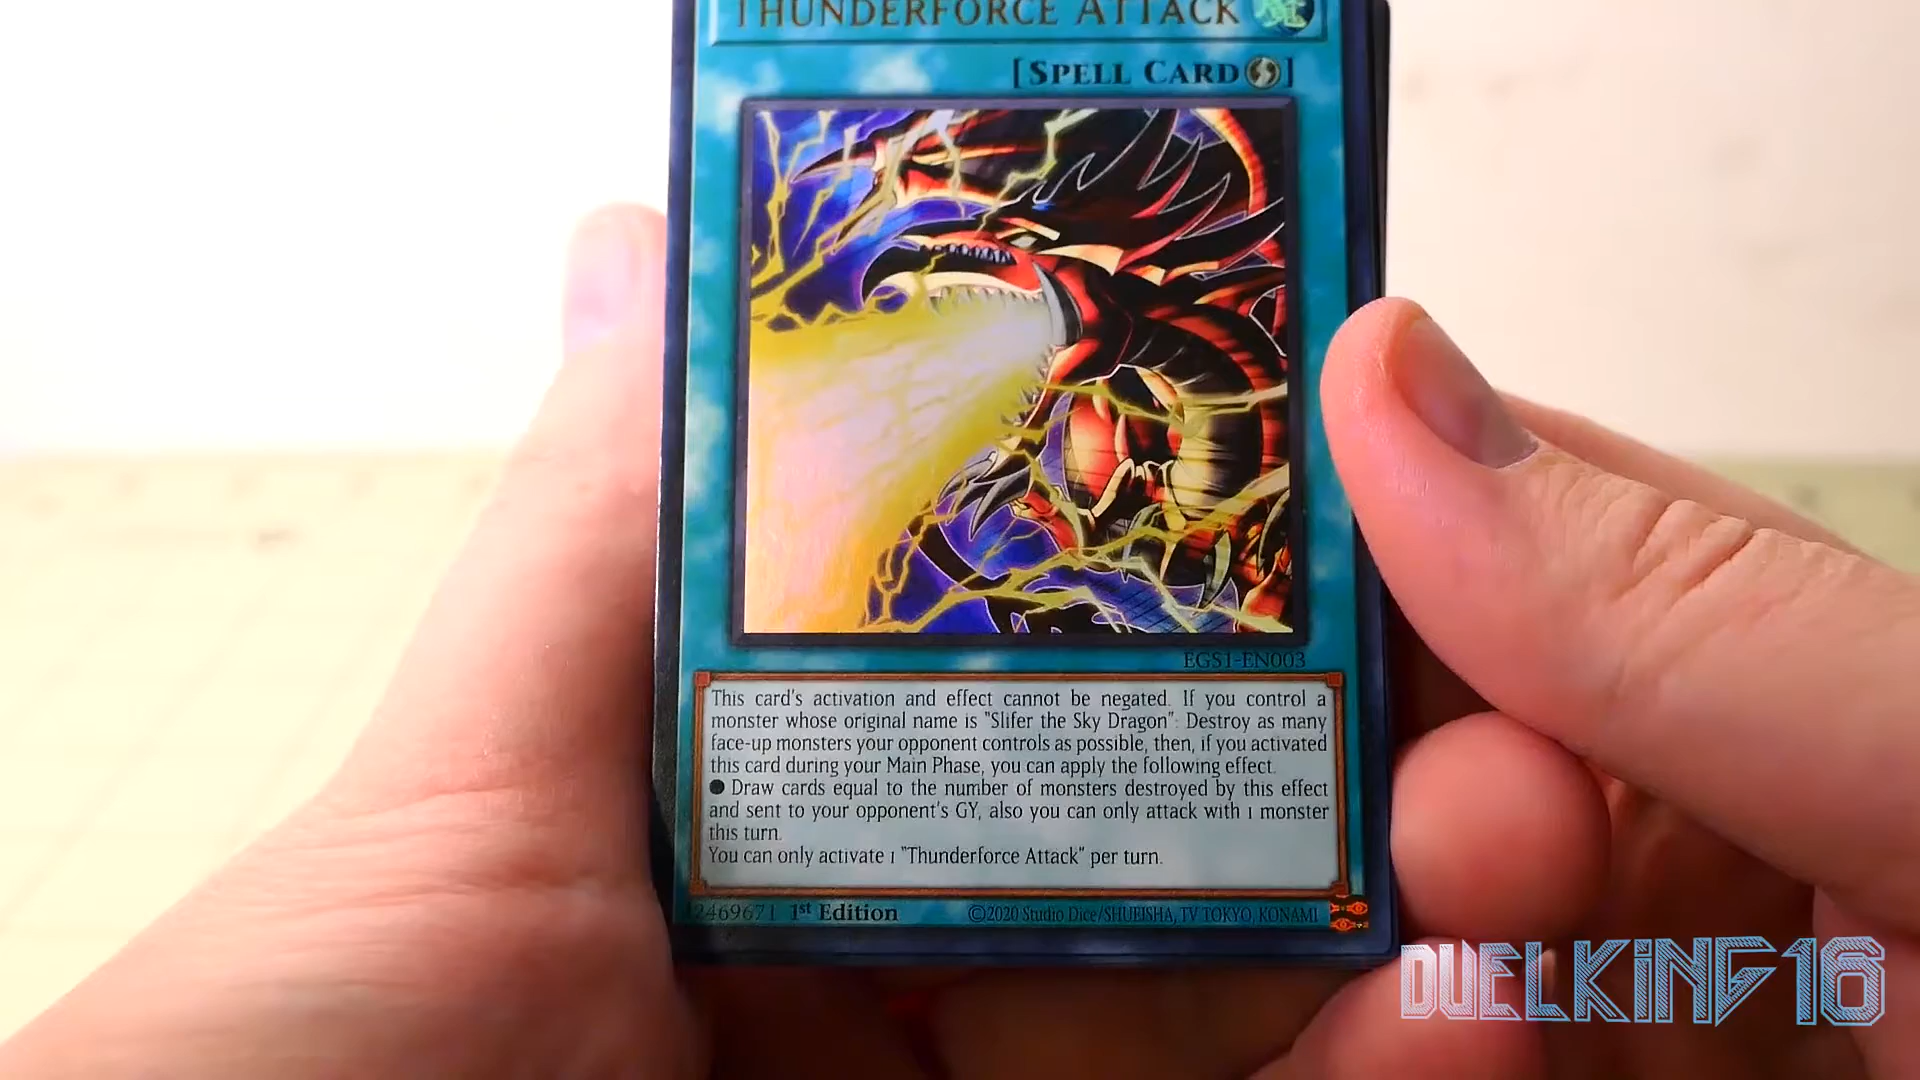 THUNDERFORCE ATTACK
[SPELL CARD]
EGS1-EN003
This card's activation and effect cannot be negated. If you control a
monster whose original name is "Slifer the Sky Dragon": Destroy as many
face-up monsters your opponent controls as possible, then, if you activated
this card during your Main Phase, you can apply the following effect.
● Draw cards equal to the number of monsters destroyed by this effect
and sent to your opponent's GY, also you can only attack with 1 monster
this turn.
You can only activate 1 "Thunderforce Attack" per turn.
2469671 1st Edition ©2020 Studio Dice/SHUEISHA, TV TOKYO, KONAMI
DUELKING16